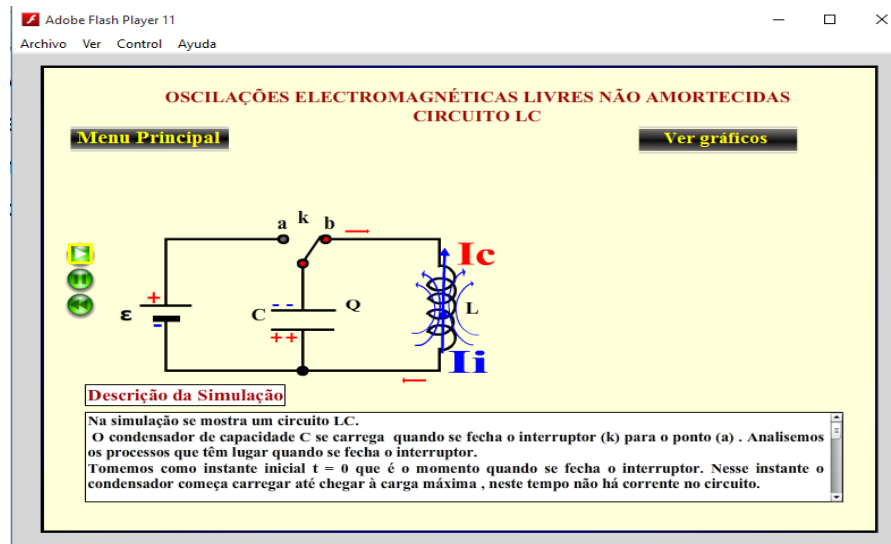 Adobe Flash Player 11
Archivo Ver Control Ayuda
OSCILAÇÕES ELECTROMAGNÉTICAS LIVRES NÃO AMORTECIDAS
CIRCUITO LC
Menu Principal
Ver gráficos
a k b
Ic
+
ε
-
C
- -
++
Q
L
Ii
Descrição da Simulação
Na simulação se mostra um circuito LC.
O condensador de capacidade C se carrega quando se fecha o interruptor (k) para o ponto (a) . Analisemos
os processos que têm lugar quando se fecha o interruptor.
Tomemos como instante inicial t = 0 que é o momento quando se fecha o interruptor. Nesse instante o
condensador começa carregar até chegar à carga máxima , neste tempo não há corrente no circuito.